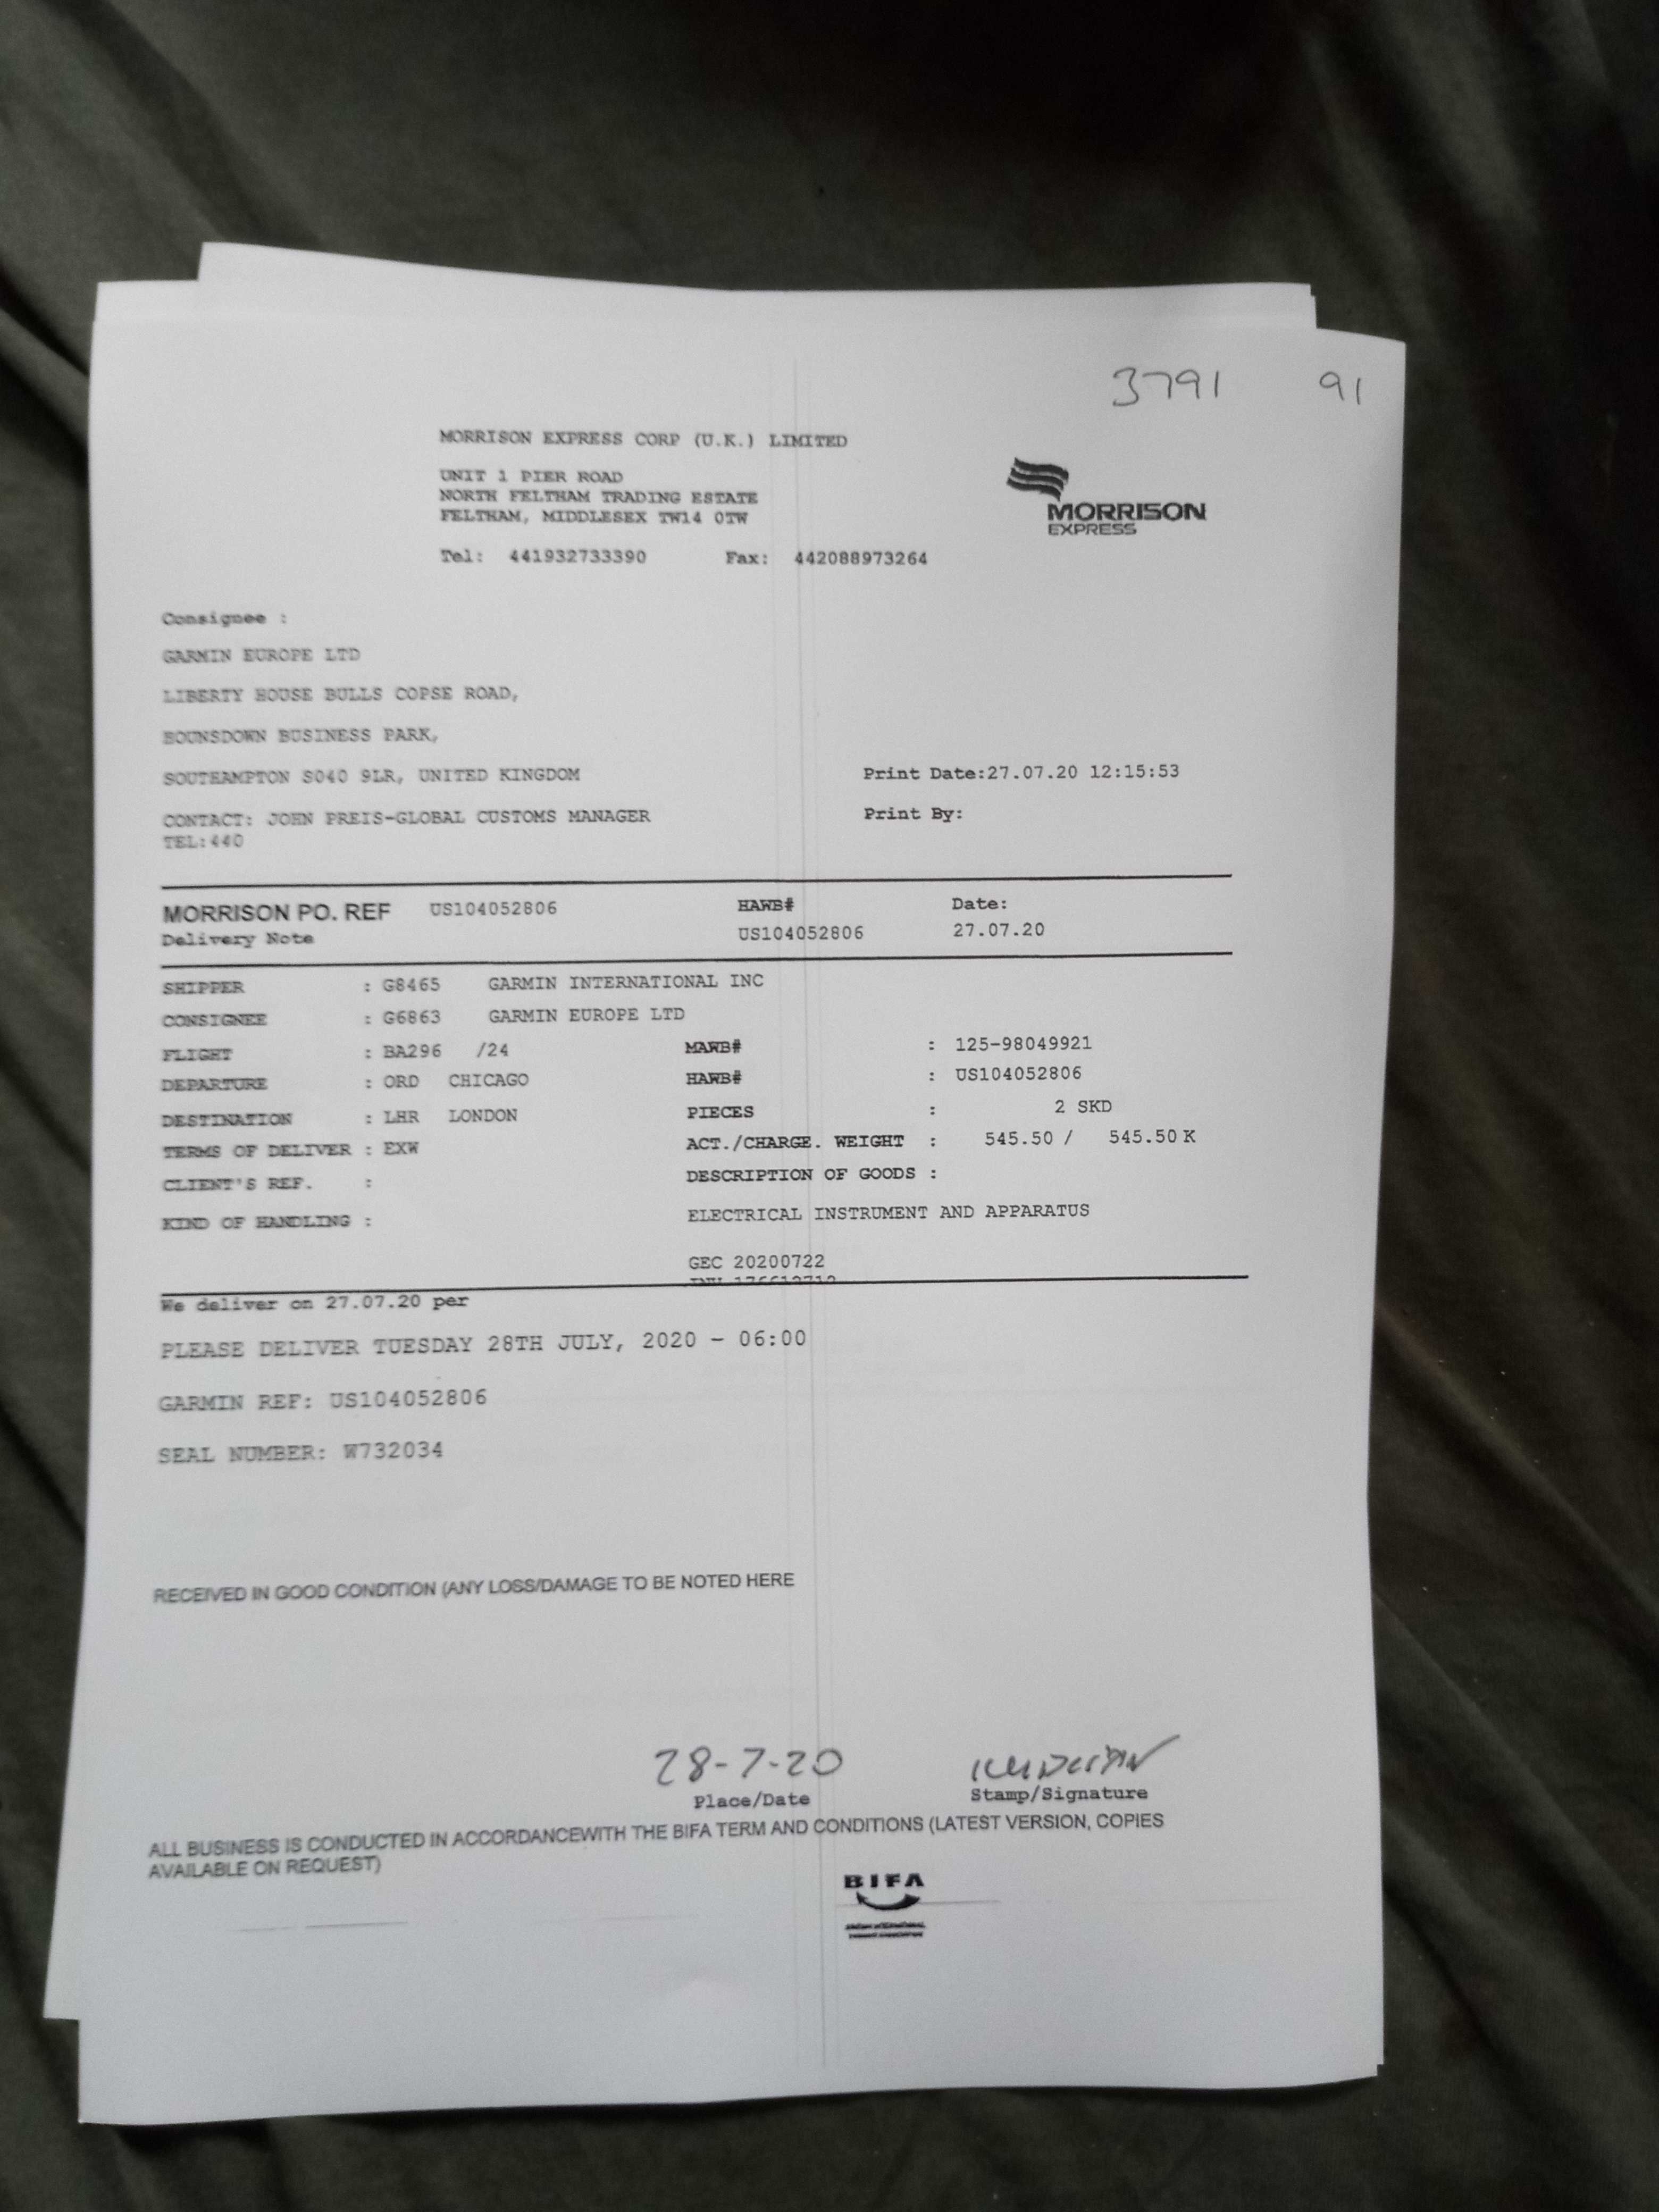 3791 91
MORRISON EXPRESS CORP (U.K.) LIMITED
UNIT 1 PIER ROAD
NORTH FELTHAM TRADING ESTATE
FELTHAM, MIDDLESEX TW14 0TW
MORRISON
EXPRESS
Tel: 441932733390 Fax: 442088973264
Consignee :
GARMIN EUROPE LTD
LIBERTY HOUSE BULLS COPSE ROAD,
HOUNSDOWN BUSINESS PARK,
SOUTHAMPTON SO40 9LR, UNITED KINGDOM Print Date:27.07.20 12:15:53
CONTACT: JOHN PREIS-GLOBAL CUSTOMS MANAGER Print By:
TEL:440
MORRISON PO. REF US104052806 HAWB# Date:
Delivery Note US104052806 27.07.20
SHIPPER : G8465 GARMIN INTERNATIONAL INC
CONSIGNEE : G6863 GARMIN EUROPE LTD
FLIGHT : BA296 /24 MAWB# : 125-98049921
DEPARTURE : ORD CHICAGO HAWB# : US104052806
DESTINATION : LHR LONDON PIECES : 2 SKD
TERMS OF DELIVER : EXW ACT./CHARGE. WEIGHT : 545.50 / 545.50 K
CLIENT'S REF. : DESCRIPTION OF GOODS :
KIND OF HANDLING : ELECTRICAL INSTRUMENT AND APPARATUS
GEC 20200722
We deliver on 27.07.20 per
PLEASE DELIVER TUESDAY 28TH JULY, 2020 - 06:00
GARMIN REF: US104052806
SEAL NUMBER: W732034
RECEIVED IN GOOD CONDITION (ANY LOSS/DAMAGE TO BE NOTED HERE
28-7-20
Place/Date Stamp/Signature
ALL BUSINESS IS CONDUCTED IN ACCORDANCEWITH THE BIFA TERM AND CONDITIONS (LATEST VERSION, COPIES
AVAILABLE ON REQUEST)
BIFA